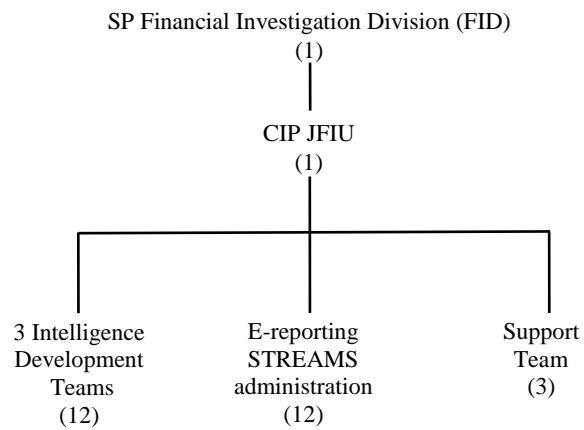 SP Financial Investigation Division (FID)
(1)
CIP JFIU
(1)
3 Intelligence
Development
Teams
(12)
E-reporting
STREAMS
administration
(12)
Support
Team
(3)